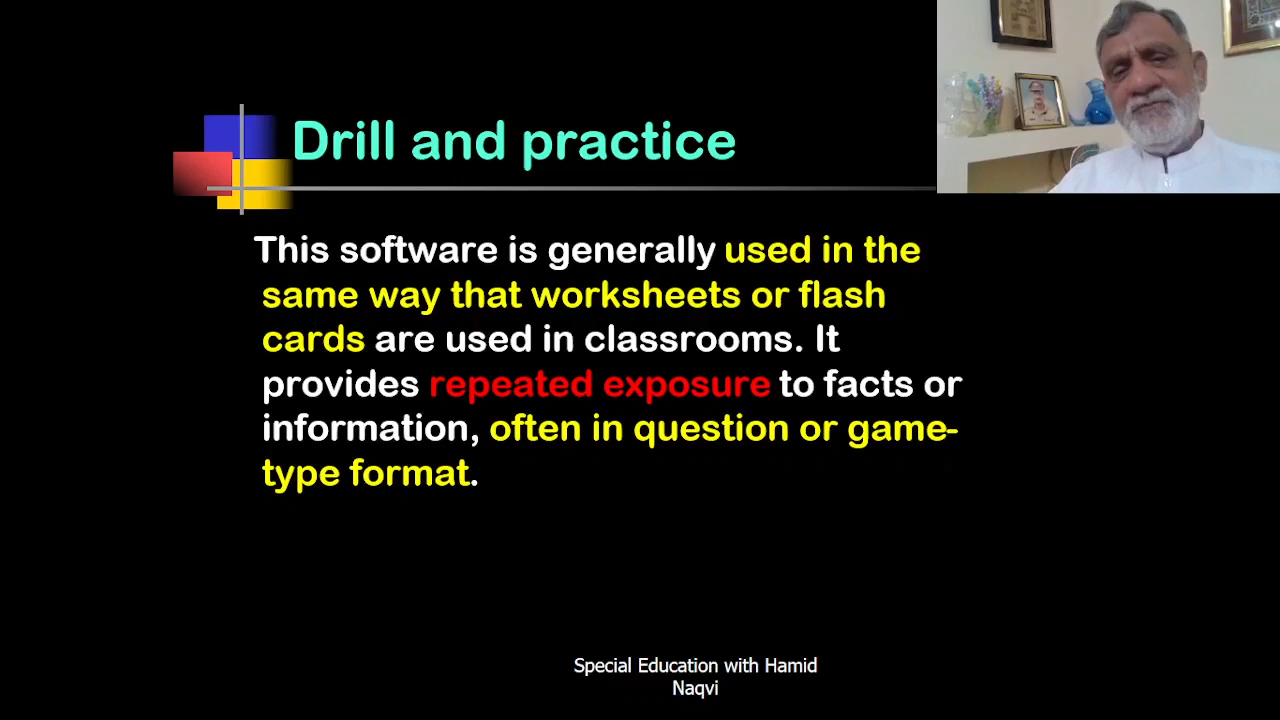 Drill and practice
This software is generally used in the
same way that worksheets or flash
cards are used in classrooms. It
provides repeated exposure to facts or
information, often in question or game-
type format.
Special Education with Hamid
Naqvi